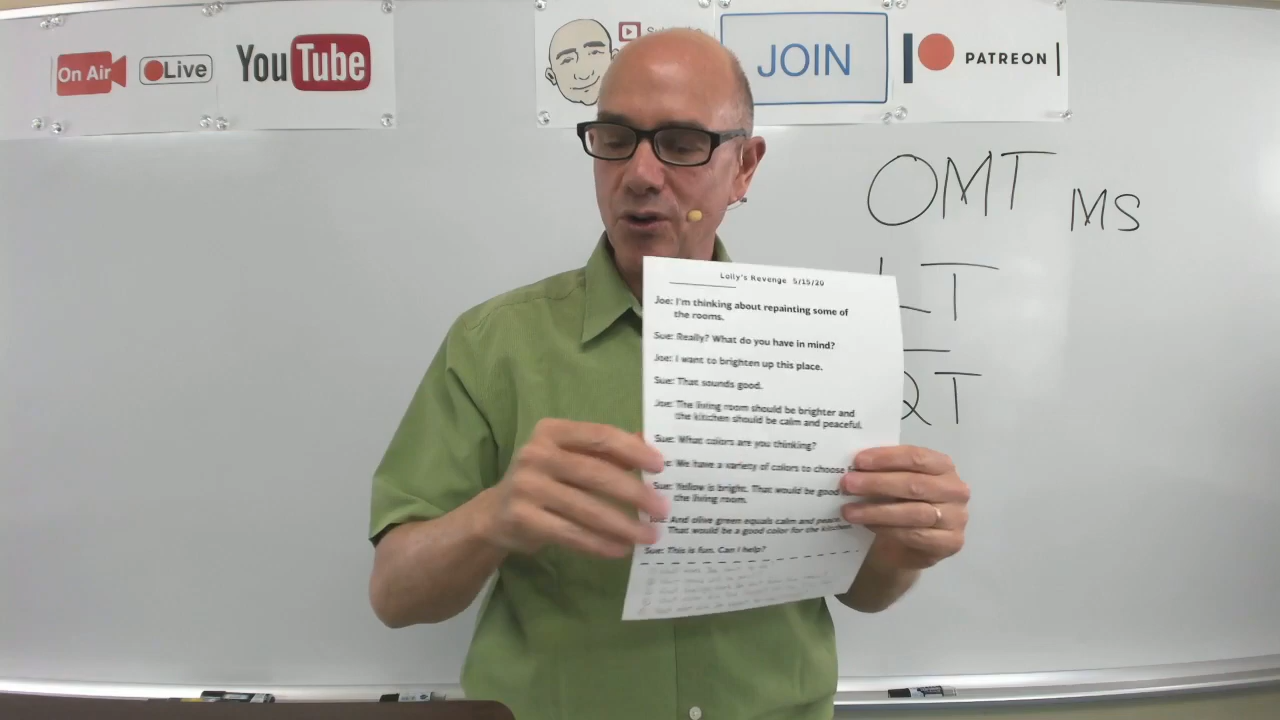 On Air
Live
YouTube
JOIN
PATREON
OMT
MS
LT
QT
Lolly's Revenge 5/15/20
Joe: I'm thinking about repainting some of
the rooms.
Sue: Really? What do you have in mind?
Joe: I want to brighten up this place.
Sue: That sounds good.
Joe: The living room should be brighter and
the kitchen should be calm and peaceful.
Sue: What colors are you thinking?
We have a variety of colors to choose
Sue: Yellow is bright. That would be good
the living room.
Joe: And olive green equals calm and
That would be a good color for the kitchen.
Sue: This is fun. Can I help?